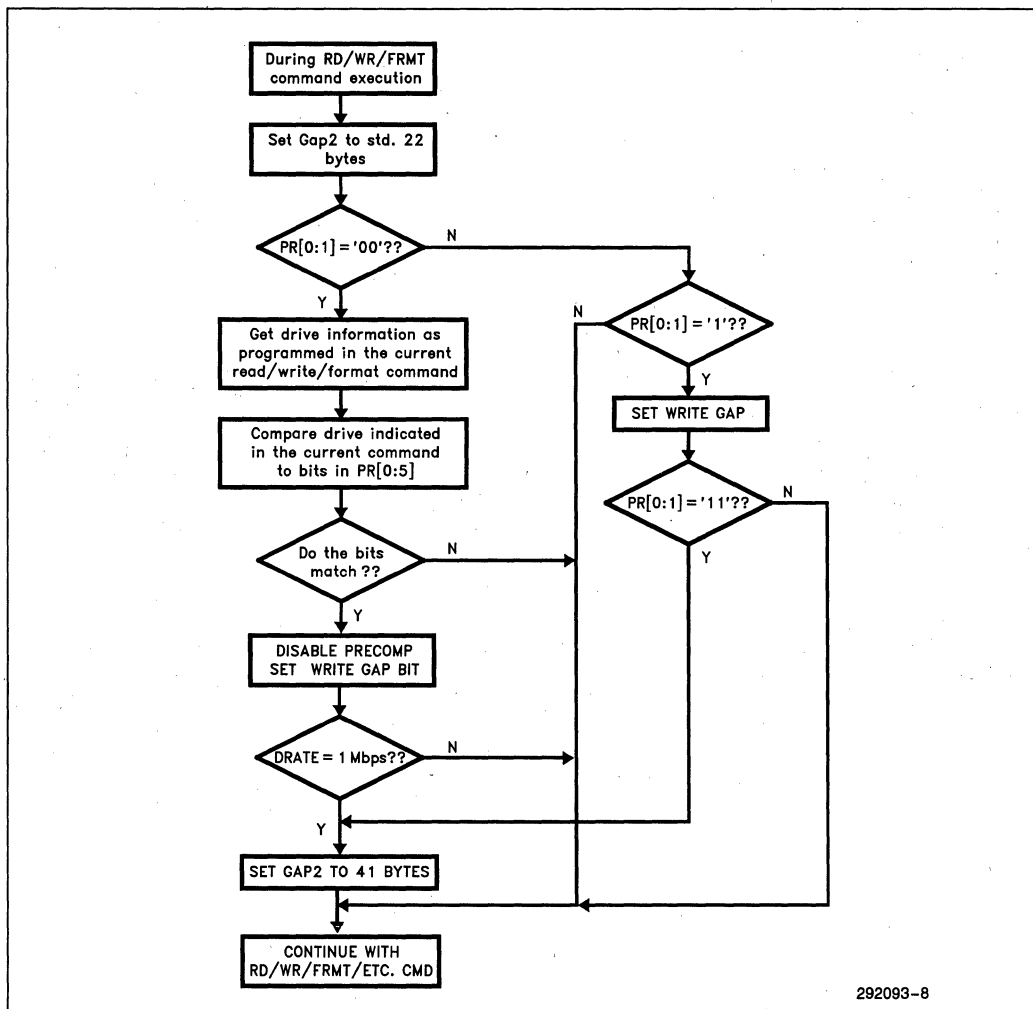 During RD/WR/FRMT
command execution
Set Gap2 to std. 22
bytes
PR[0:1]='00'??
N
Y
Get drive information as
programmed in the current
read/write/format command
Compare drive indicated
in the current command
to bits in PR[0:5]
Do the bits
match ??
N
Y
DISABLE PRECOMP
SET WRITE GAP BIT
DRATE = 1 Mbps??
N
Y
SET GAP2 TO 41 BYTES
CONTINUE WITH
RD/WR/FRMT/ETC. CMD
N
PR[0:1]='1'??
Y
SET WRITE GAP
PR[0:1]='11'??
N
Y
292093-8